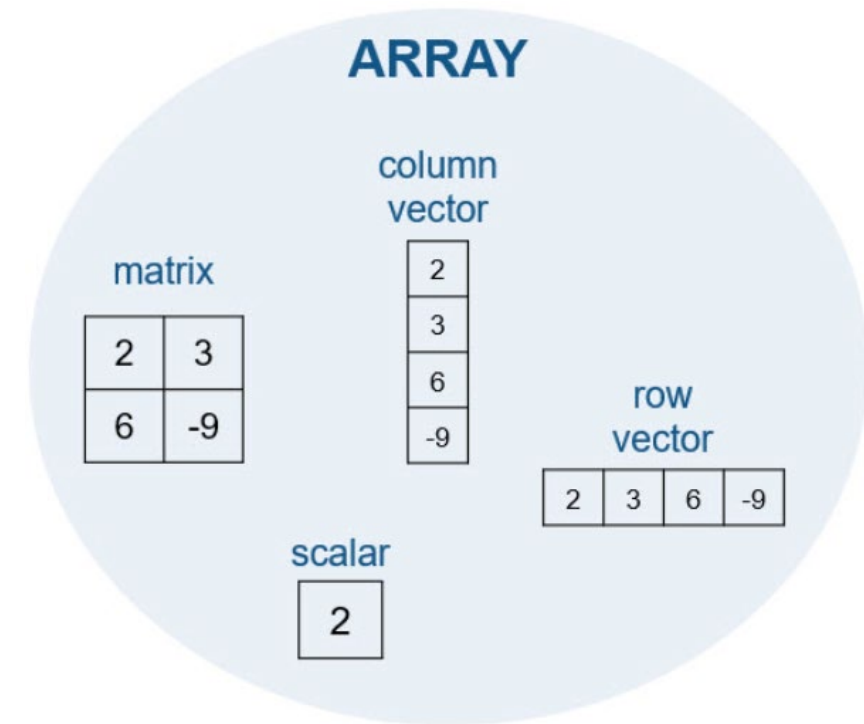 ARRAY
column
vector
2
3
6
-9
matrix
2 3
6 -9
row
vector
2 3 6 -9
scalar
2